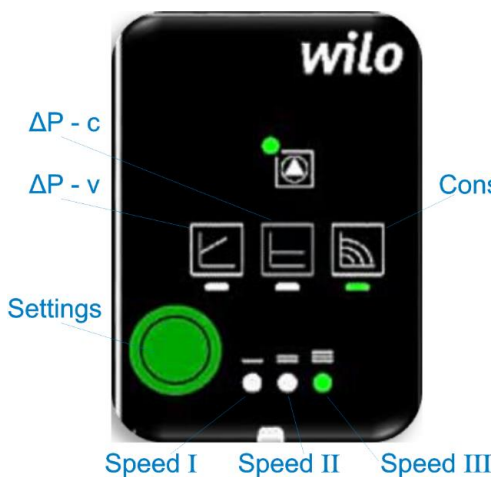 wilo
ΔP - c
ΔP - v
Cons
Settings
Speed I Speed II Speed III